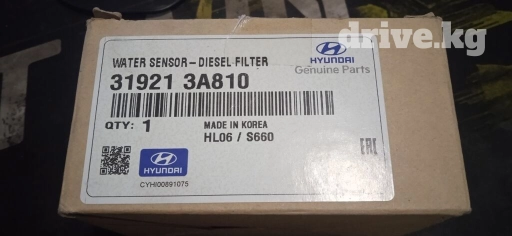 drive.kg
WATER SENSOR-DIESEL FILTER
31921 3A810
HYUNDAI
Genuine Parts
QTY: 1
MADE IN KOREA
HL06 / S660
HYUNDAI
CYHI00891075
EAC